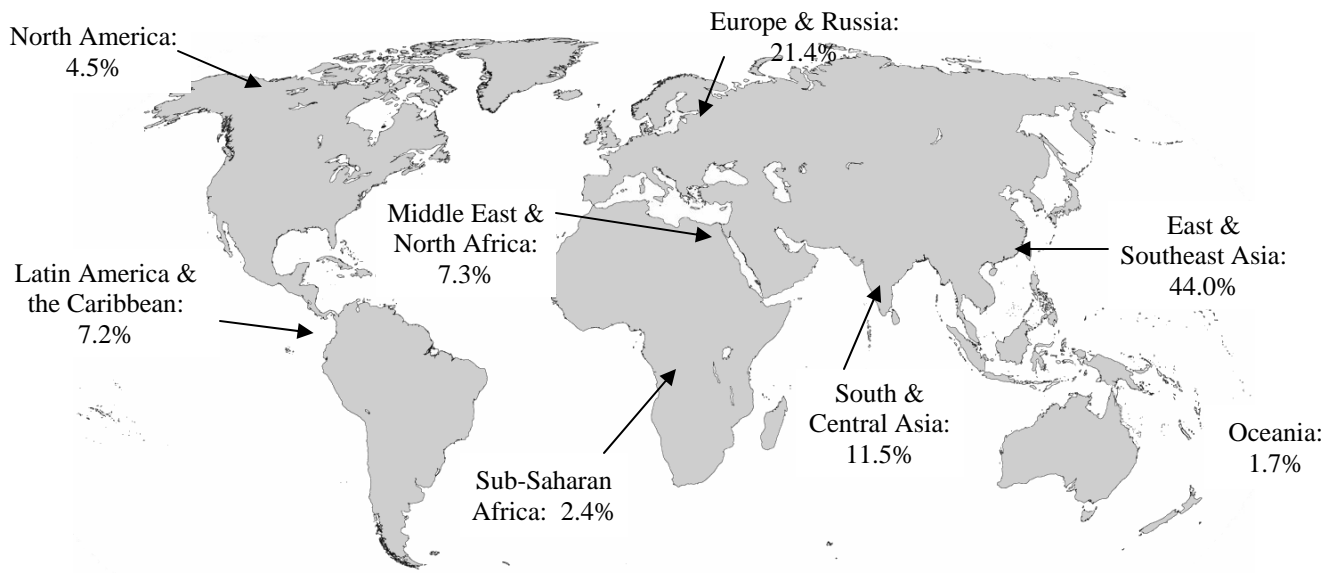 North America:
4.5%
Europe & Russia:
21.4%
Middle East &
North Africa:
7.3%
East &
Southeast Asia:
44.0%
Latin America &
the Caribbean:
7.2%
South &
Central Asia:
11.5%
Oceania:
1.7%
Sub-Saharan
Africa: 2.4%